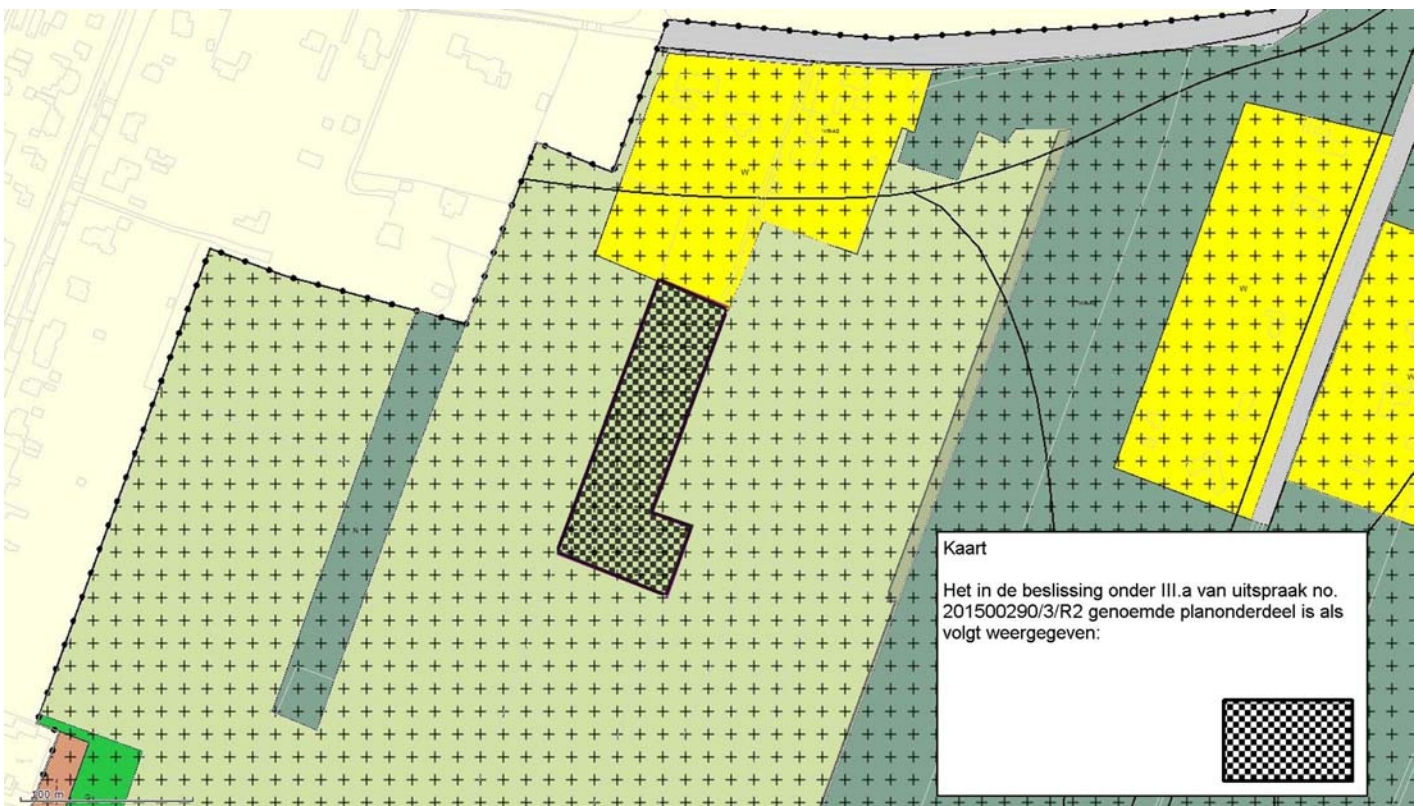 W
W
W
N
Kaart
Het in de beslissing onder III.a van uitspraak no.
201500290/3/R2 genoemde planonderdeel is als
volgt weergegeven:
100 m